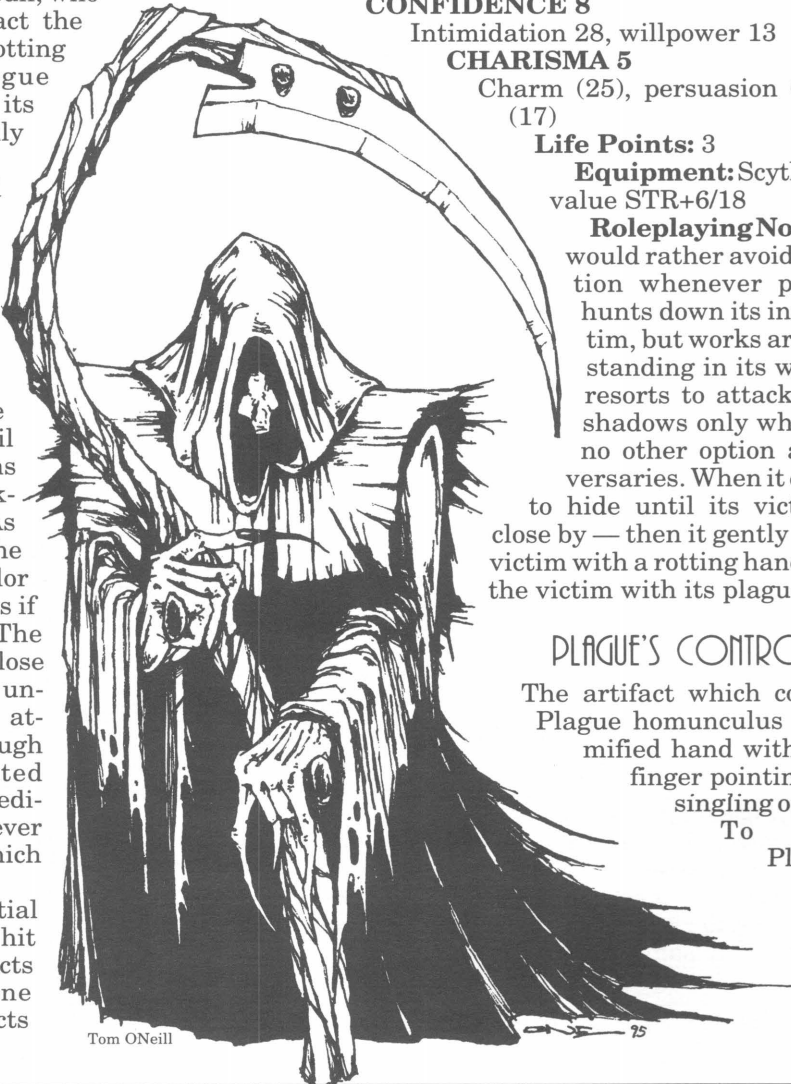 who
act the
otting
gue
its
ly
il
k-
As
lor
s if
The
lose
un-
at-
ugh
ted
edi-
ever
hich
tial
hit
cts
ne
cts
CONFIDENCE 8
Intimidation 28, willpower 13
CHARISMA 5
Charm (25), persuasion
(17)
Life Points: 3
Equipment: Scyth
value STR+6/18
Roleplaying No
would rather avoid
tion whenever p
hunts down its in
tim, but works ar
standing in its w
resorts to attack
shadows only wh
no other option a
versaries. When it
to hide until its vict
close by — then it gently
victim with a rotting hand
the victim with its plagu
PLAGUE'S CONTRO
The artifact which co
Plague homunculus
mified hand with
finger pointin
singling o
To
Pl
Tom ONeill
95